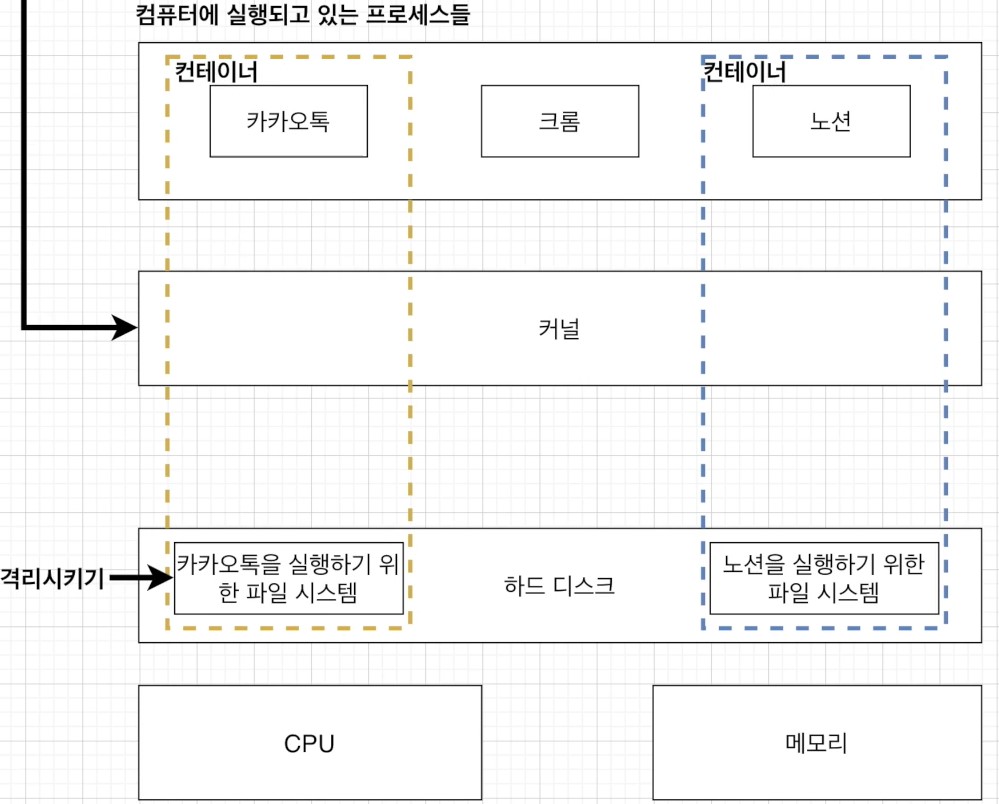 컴퓨터에 실행되고 있는 프로세스들
컨테이너
컨테이너
카카오톡
크롬
노션
커널
격리시키기
카카오톡을 실행하기 위
한 파일 시스템
하드 디스크
노션을 실행하기 위한
파일 시스템
CPU
메모리